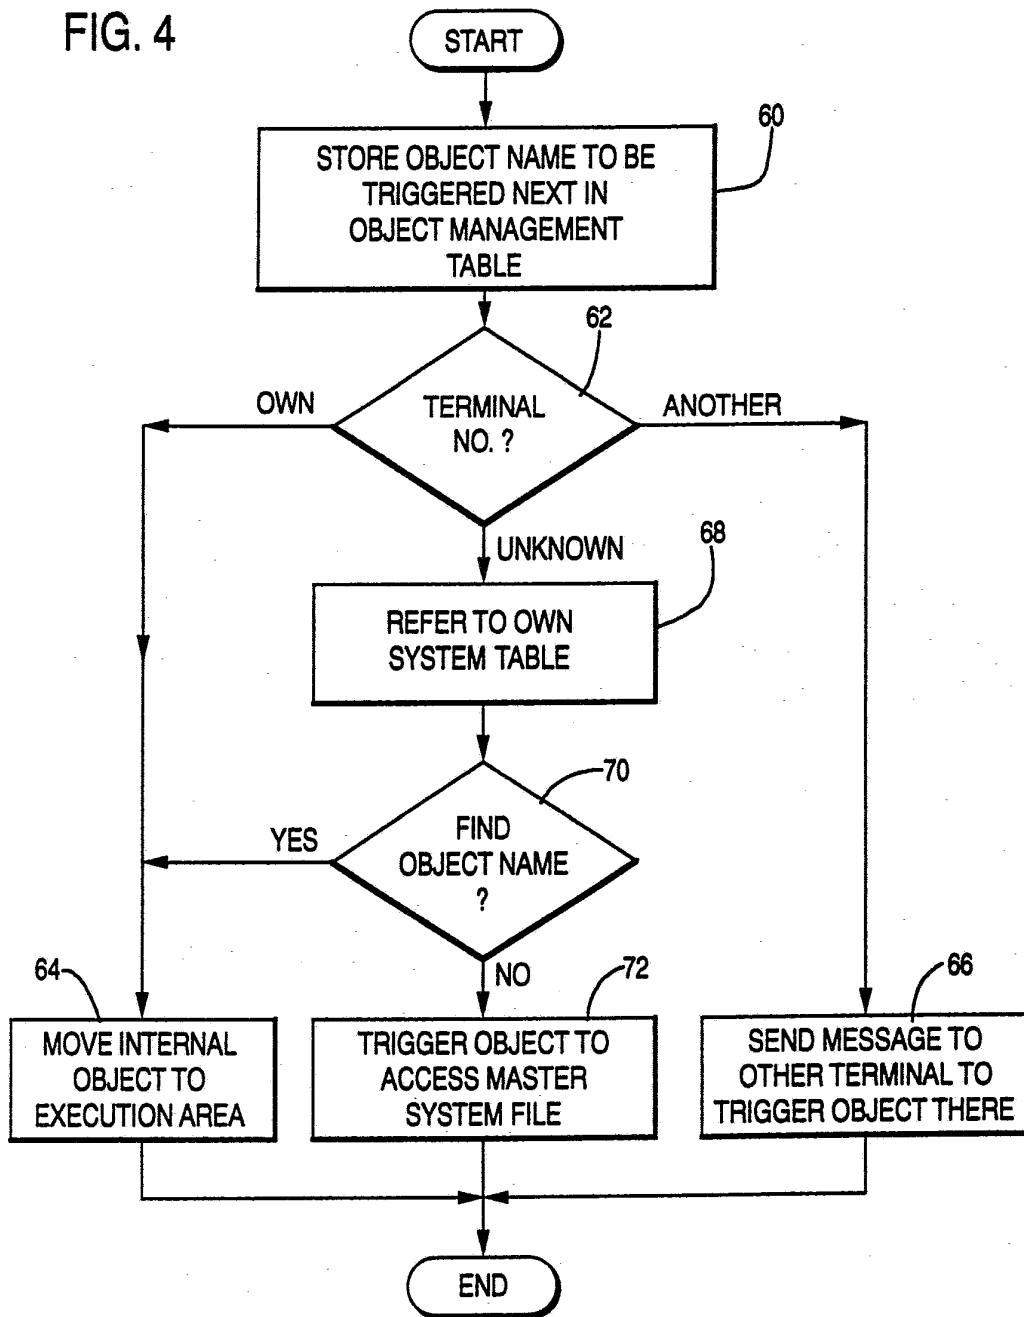 FIG. 4
START
60
STORE OBJECT NAME TO BE
TRIGGERED NEXT IN
OBJECT MANAGEMENT
TABLE
62
OWN
TERMINAL
NO. ?
ANOTHER
UNKNOWN
68
REFER TO OWN
SYSTEM TABLE
70
YES
FIND
OBJECT NAME
?
NO
64
MOVE INTERNAL
OBJECT TO
EXECUTION AREA
72
TRIGGER OBJECT TO
ACCESS MASTER
SYSTEM FILE
66
SEND MESSAGE TO
OTHER TERMINAL TO
TRIGGER OBJECT THERE
END